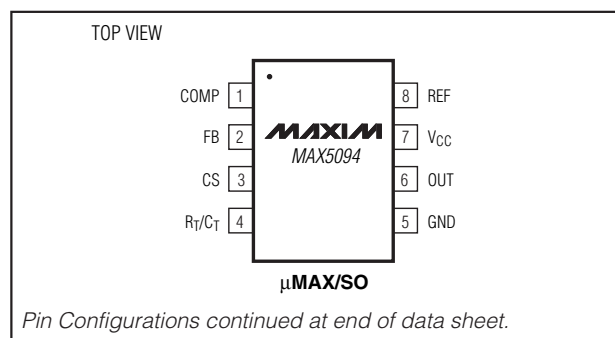 TOP VIEW
COMP 1
FB 2
CS 3
RT/CT 4
MAXIM
MAX5094
8 REF
7 VCC
6 OUT
5 GND
μMAX/SO
Pin Configurations continued at end of data sheet.